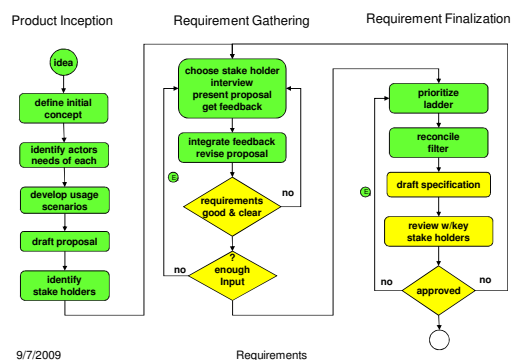 Product Inception
Requirement Gathering
Requirement Finalization
idea
define initial
concept
identify actors
needs of each
develop usage
scenarios
draft proposal
identify
stake holders
choose stake holder
interview
present proposal
get feedback
integrate feedback
revise proposal
E
requirements
good & clear
no
?
enough
Input
no
prioritize
ladder
reconcile
filter
E
draft specification
review w/key
stake holders
no
no
approved
9/7/2009
Requirements